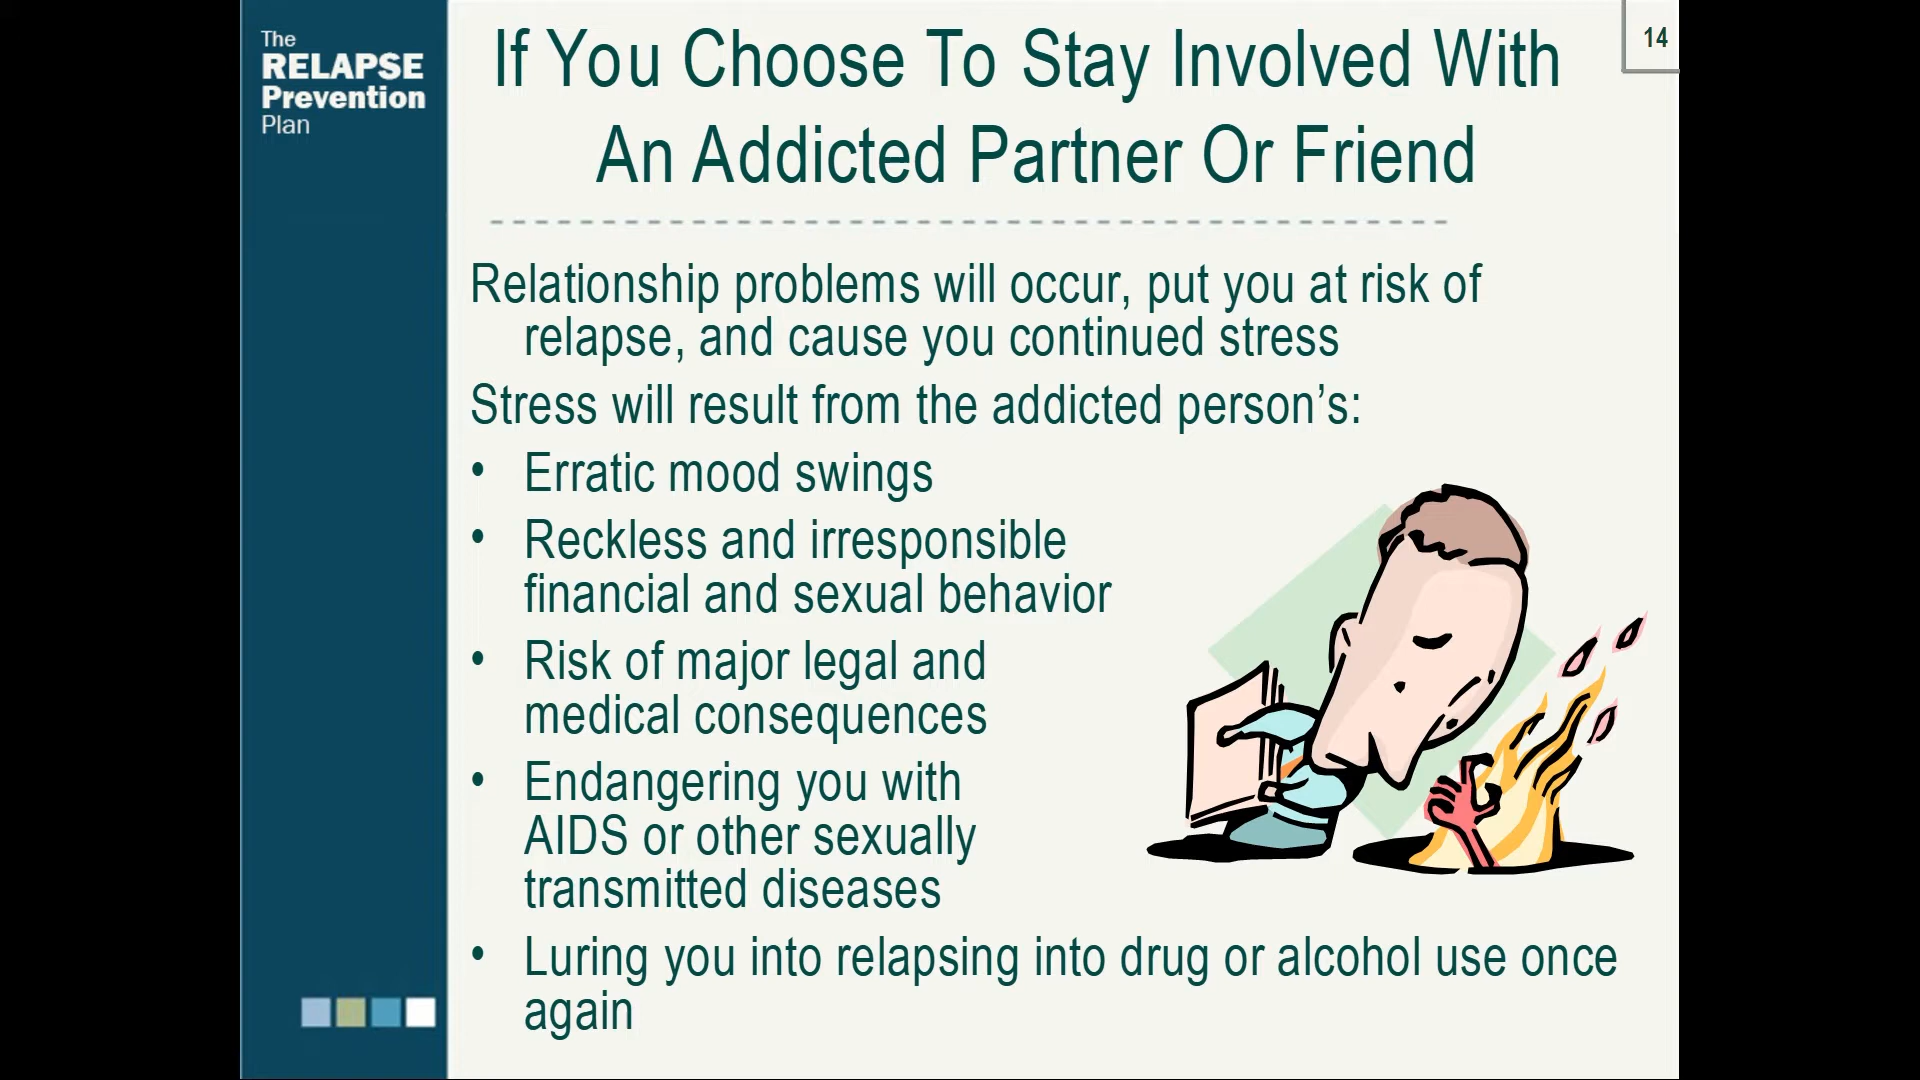 The
RELAPSE
Prevention
Plan
14
If You Choose To Stay Involved With
An Addicted Partner Or Friend
Relationship problems will occur, put you at risk of
relapse, and cause you continued stress
Stress will result from the addicted person’s:
• Erratic mood swings
• Reckless and irresponsible
financial and sexual behavior
• Risk of major legal and
medical consequences
• Endangering you with
AIDS or other sexually
transmitted diseases
• Luring you into relapsing into drug or alcohol use once
again